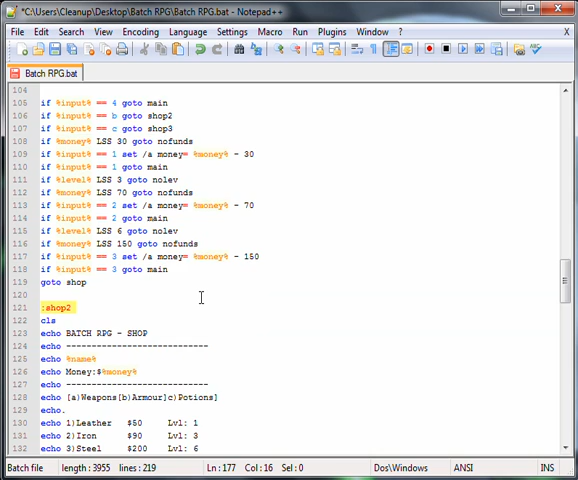 *C:\Users\Cleanup\Desktop\Batch RPG\Batch RPG.bat - Notepad++
File Edit Search View Encoding Language Settings Macro Run Plugins Window ?
Batch RPG.bat
104
105 if %input% == 4 goto main
106 if %input% == b goto shop2
107 if %input% == c goto shop3
108 if %money% LSS 30 goto nofunds
109 if %input% == 1 set /a money= %money% - 30
110 if %input% == 1 goto main
111 if %level% LSS 3 goto nolev
112 if %money% LSS 70 goto nofunds
113 if %input% == 2 set /a money= %money% - 70
114 if %input% == 2 goto main
115 if %level% LSS 6 goto nolev
116 if %money% LSS 150 goto nofunds
117 if %input% == 3 set /a money= %money% - 150
118 if %input% == 3 goto main
119 goto shop
120
121 :shop2
122 cls
123 echo BATCH RPG - SHOP
124 echo ----------------------------
125 echo %name%
126 echo Money:$%money%
127 echo ----------------------------
128 echo [a)Weapons[b)Armour]c)Potions]
129 echo.
130 echo 1)Leather $50 Lvl: 1
131 echo 2)Iron $90 Lvl: 3
132 echo 3)Steel $200 Lvl: 6
Batch file length : 3955 lines : 219 Ln : 177 Col : 16 Sel : 0 Dos\Windows ANSI INS